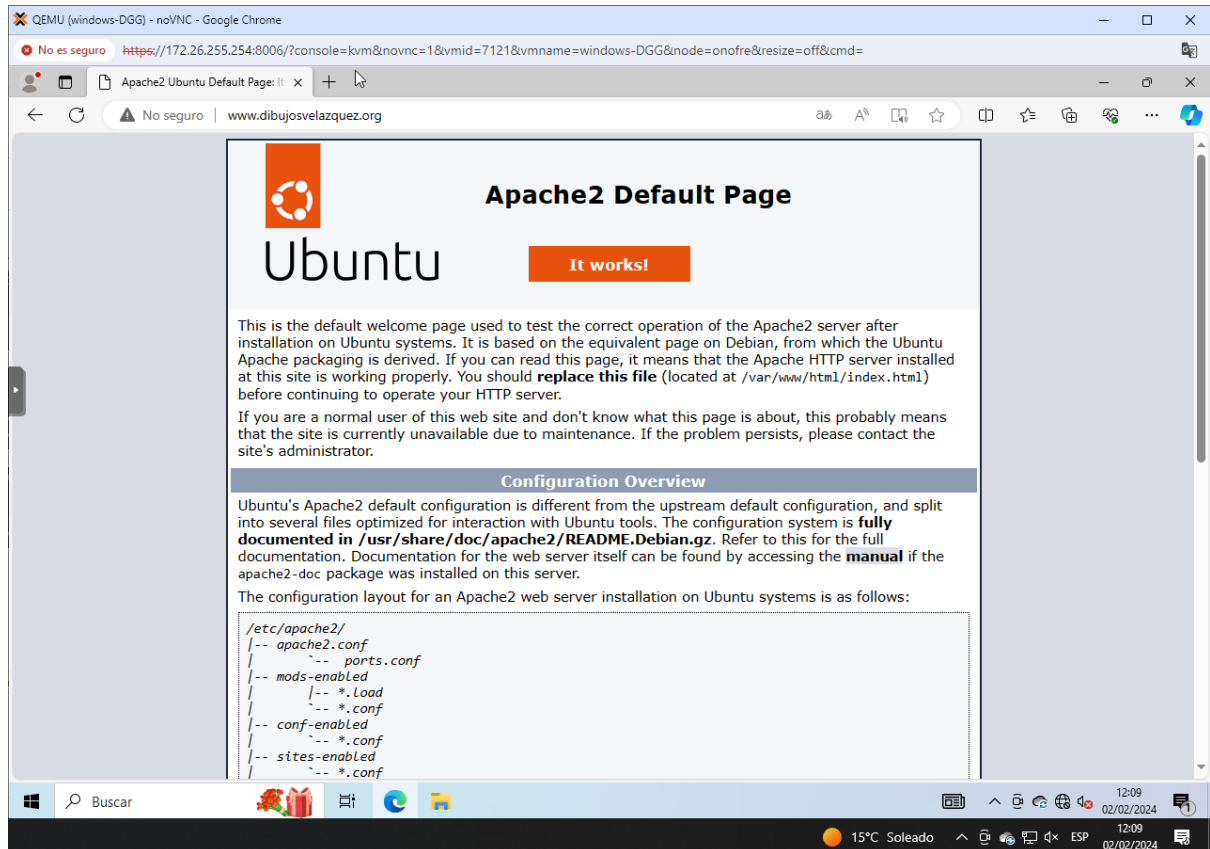 QEMU (windows-DGG) - noVNC - Google Chrome
No es seguro https://172.26.255.254:8006/?console=kvm&novnc=1&vmid=7121&vmname=windows-DGG&node=onofre&resize=off&cmd=
Apache2 Ubuntu Default Page: It
No seguro www.dibujosvelazquez.org
Apache2 Default Page
Ubuntu
It works!
This is the default welcome page used to test the correct operation of the Apache2 server after
installation on Ubuntu systems. It is based on the equivalent page on Debian, from which the Ubuntu
Apache packaging is derived. If you can read this page, it means that the Apache HTTP server installed
at this site is working properly. You should replace this file (located at /var/www/html/index.html)
before continuing to operate your HTTP server.
If you are a normal user of this web site and don't know what this page is about, this probably means
that the site is currently unavailable due to maintenance. If the problem persists, please contact the
site's administrator.
Configuration Overview
Ubuntu's Apache2 default configuration is different from the upstream default configuration, and split
into several files optimized for interaction with Ubuntu tools. The configuration system is fully
documented in /usr/share/doc/apache2/README.Debian.gz. Refer to this for the full
documentation. Documentation for the web server itself can be found by accessing the manual if the
apache2-doc package was installed on this server.
The configuration layout for an Apache2 web server installation on Ubuntu systems is as follows:
/etc/apache2/
|-- apache2.conf
|       `--  ports.conf
|-- mods-enabled
|       |-- *.load
|       `-- *.conf
|-- conf-enabled
|       `-- *.conf
|-- sites-enabled
|       `-- *.conf
Buscar
12:09
02/02/2024
15°C Soleado
ESP
12:09
02/02/2024